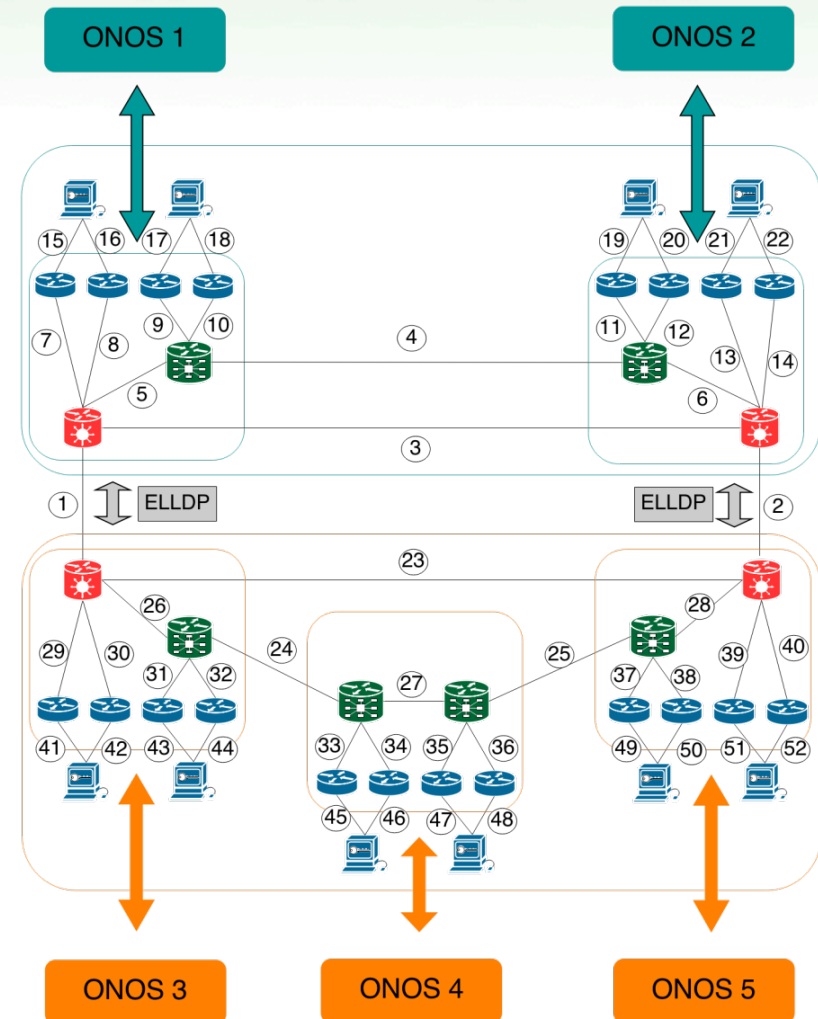 ONOS 1 ONOS 2
15 16 17 18 19 20 21 22
7 8 9 10 4 11 12 13 14
5 6
3
1 ELLDP ELLDP 2
23
26 28
29 30 24 25 40
31 32 27 37 38 39
33 34 35 36
41 42 43 44 49 50 51 52
45 46 47 48
ONOS 3 ONOS 4 ONOS 5